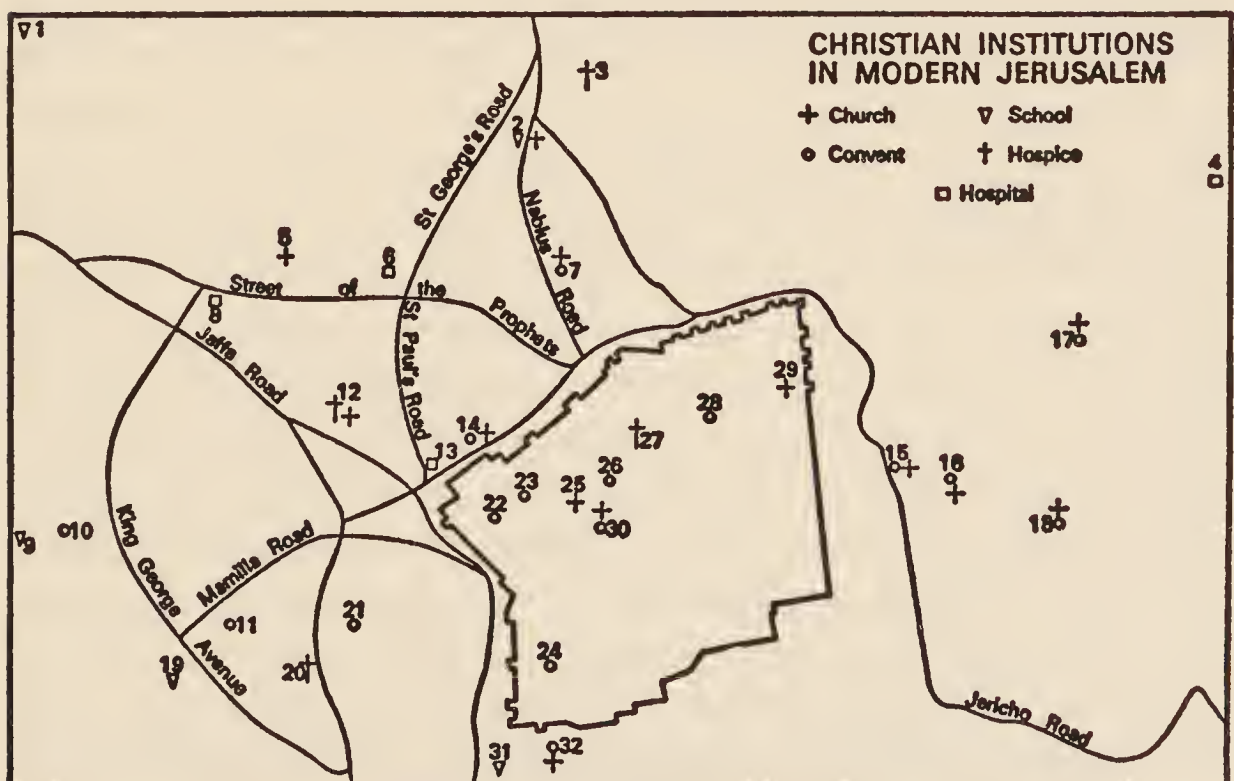 CHRISTIAN INSTITUTIONS
IN MODERN JERUSALEM
Church
School
Convent
Hospice
Hospital
1
2
3
4
St George's Road
Nablus Road
5
6
7
8
Street of the Prophets
Jaffa Road
St Paul's Road
12
13
14
29
28
27
26
25
23
22
30
17
15
16
18
9
10
King George Avenue
Mamilla Road
11
21
19
20
24
31
32
Jericho Road